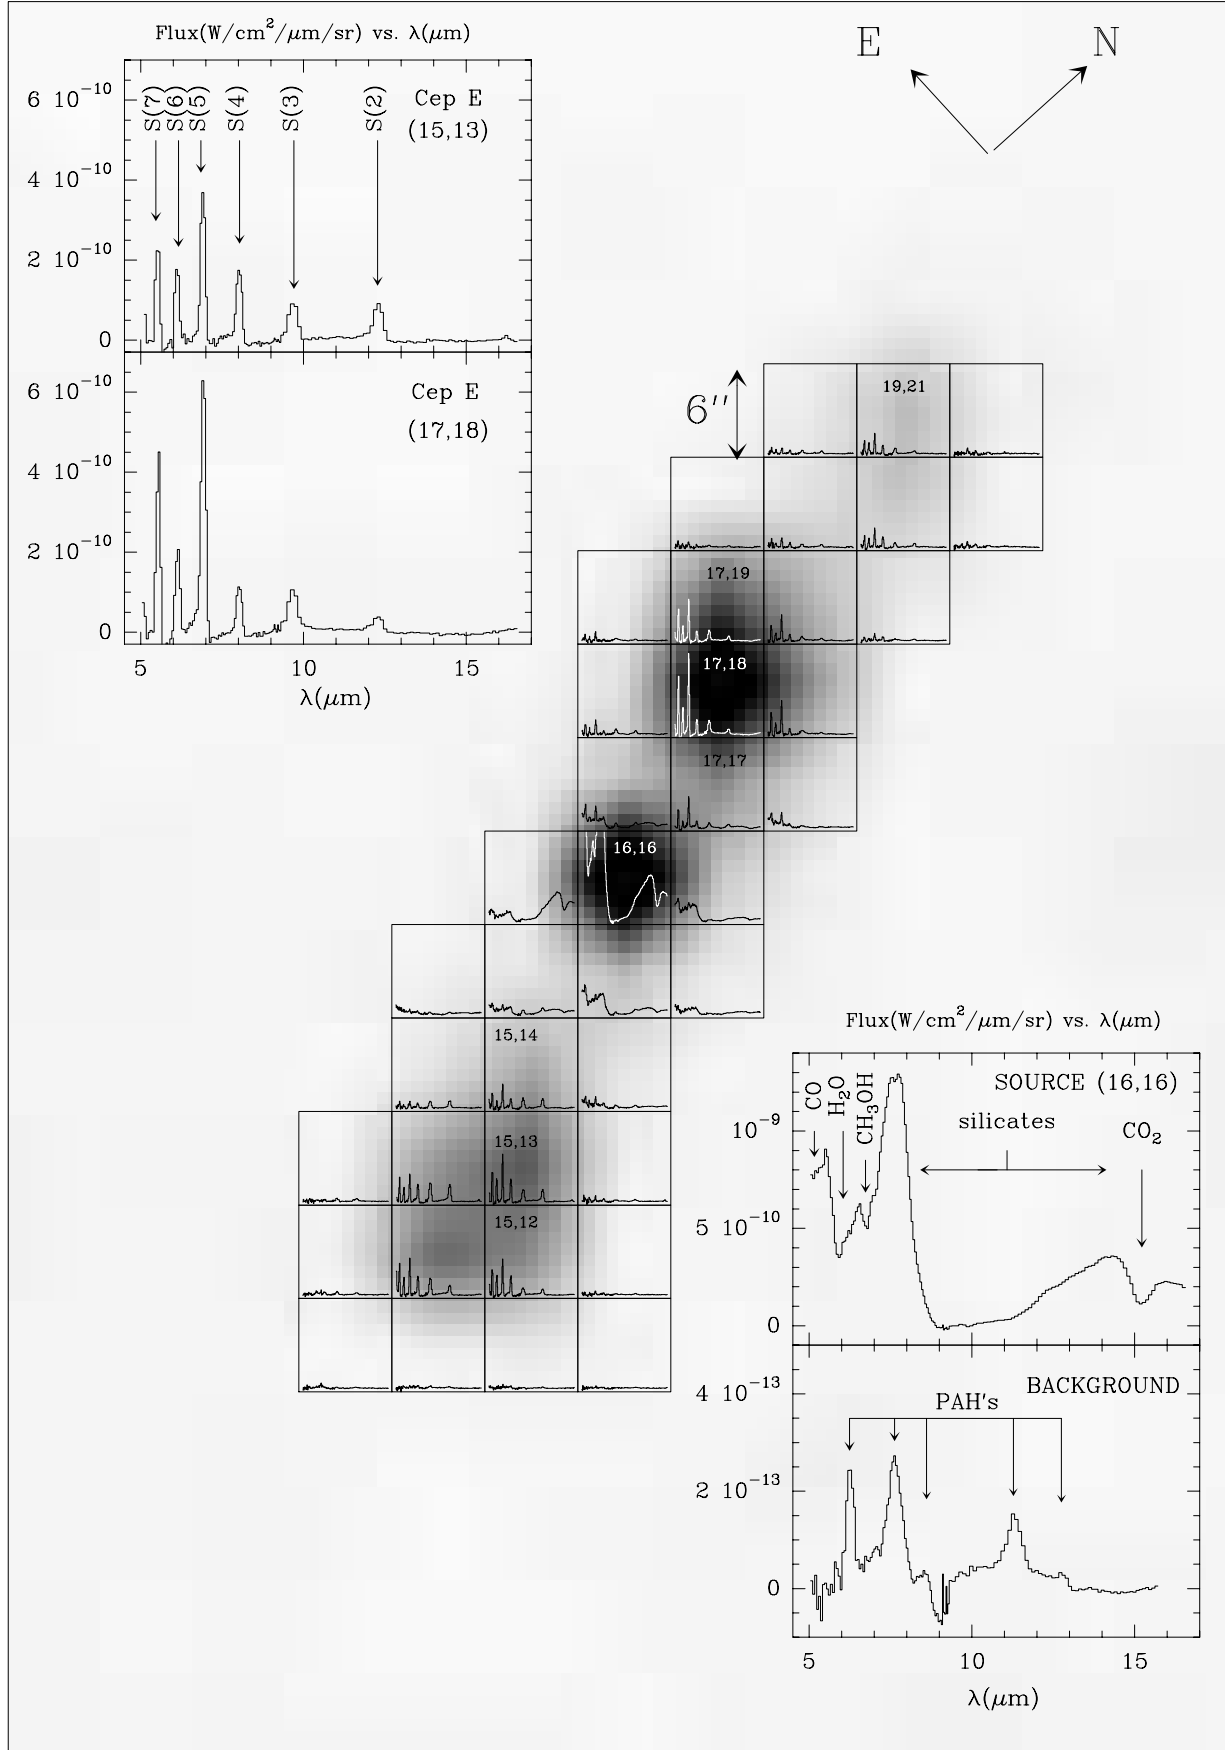 Flux(W/cm²/μm/sr) vs. λ(μm)
E
N
S(7)
S(6)
S(5)
S(4)
S(3)
S(2)
Cep E
(15,13)
6 10⁻¹⁰
4 10⁻¹⁰
2 10⁻¹⁰
0
Cep E
(17,18)
6 10⁻¹⁰
4 10⁻¹⁰
2 10⁻¹⁰
0
5
10
15
λ(μm)
6″
19,21
17,19
17,18
17,17
16,16
15,14
15,13
15,12
Flux(W/cm²/μm/sr) vs. λ(μm)
SOURCE (16,16)
CO
H₂O
CH₃OH
silicates
CO₂
10⁻⁹
5 10⁻¹⁰
0
BACKGROUND
PAH's
4 10⁻¹³
2 10⁻¹³
0
5
10
15
λ(μm)